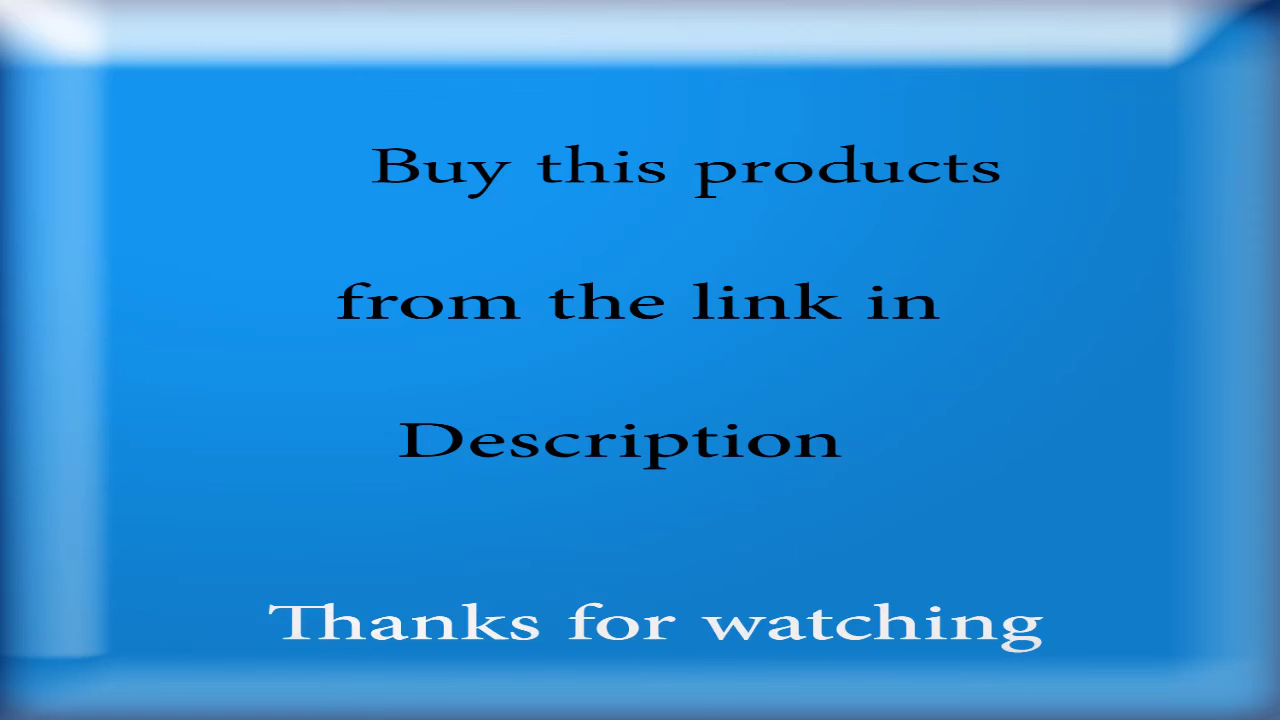 Buy this products
from the link in
Description
Thanks for watching